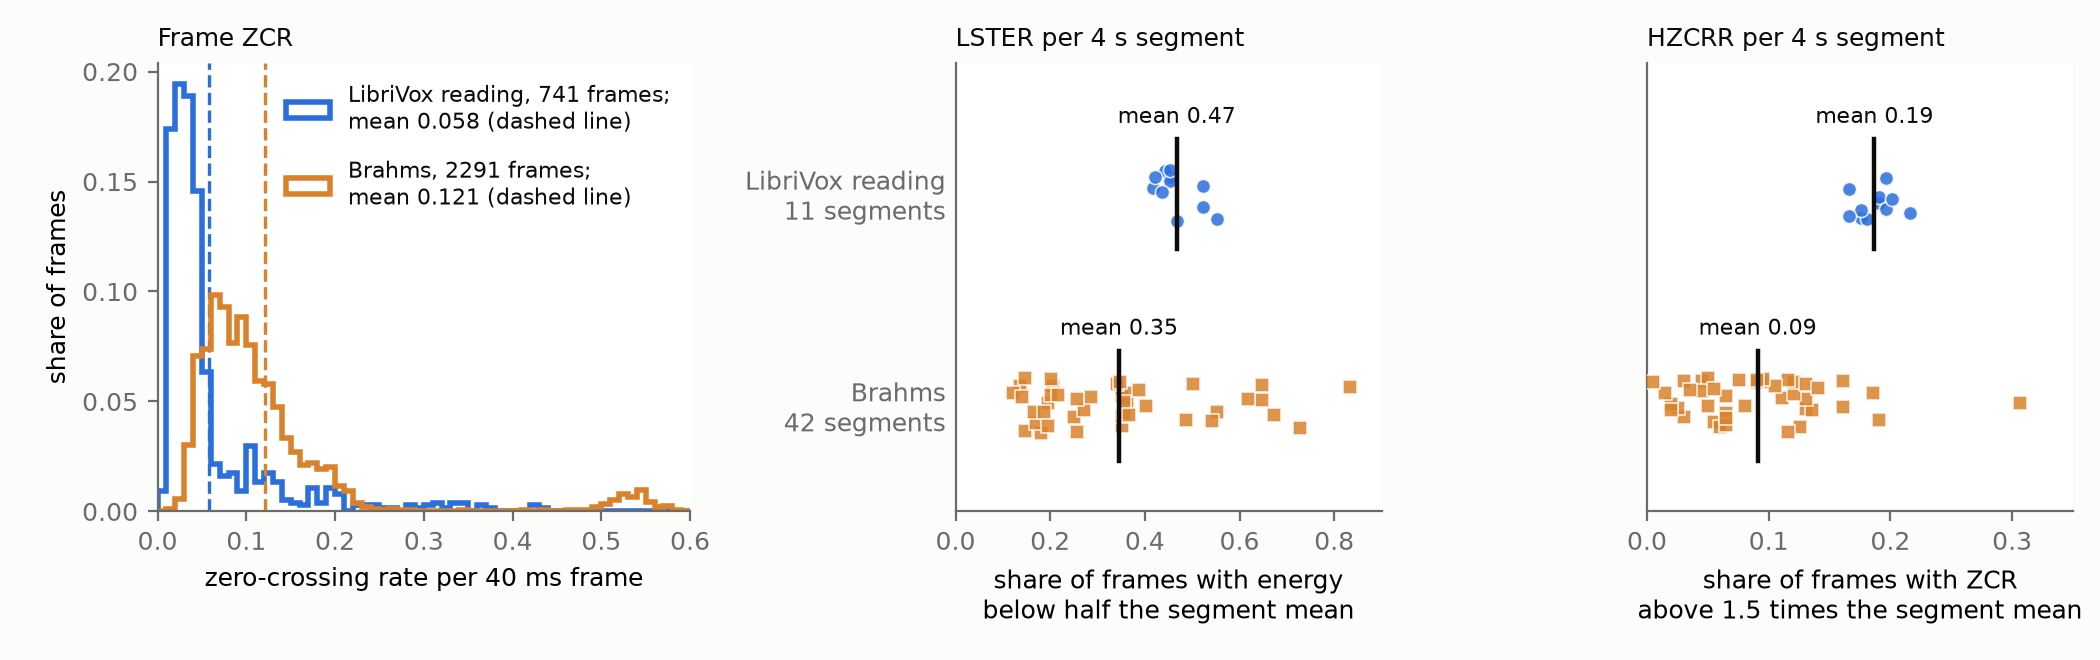 Frame ZCR
share of frames
0.20
0.15
0.10
0.05
0.00
LibriVox reading, 741 frames;
mean 0.058 (dashed line)
Brahms, 2291 frames;
mean 0.121 (dashed line)
0.0 0.1 0.2 0.3 0.4 0.5 0.6
zero-crossing rate per 40 ms frame
LSTER per 4 s segment
LibriVox reading
11 segments
Brahms
42 segments
mean 0.47
mean 0.35
0.0 0.2 0.4 0.6 0.8
share of frames with energy
below half the segment mean
HZCRR per 4 s segment
mean 0.19
mean 0.09
0.0 0.1 0.2 0.3
share of frames with ZCR
above 1.5 times the segment mean